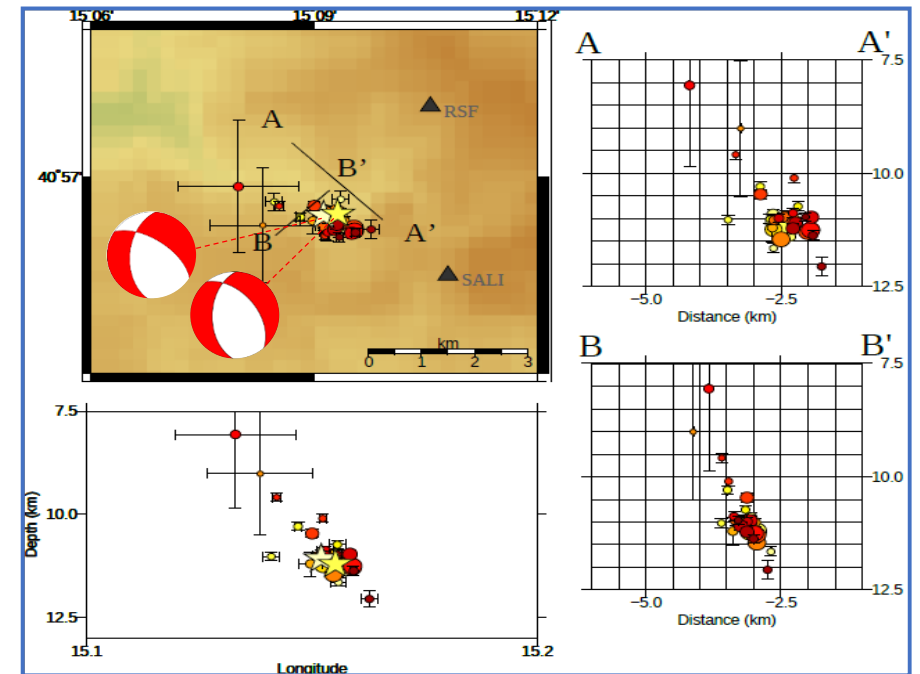 15˚06' 15˚09' 15˚12'
40˚57'
A
B'
B
A'
RSF
SALI
km
0 1 2 3
A A'
7.5
10.0
12.5
−5.0 −2.5
Distance (km)
B B'
7.5
10.0
12.5
−5.0 −2.5
Distance (km)
7.5
10.0
12.5
Depth (km)
15.1 15.2
Longitude